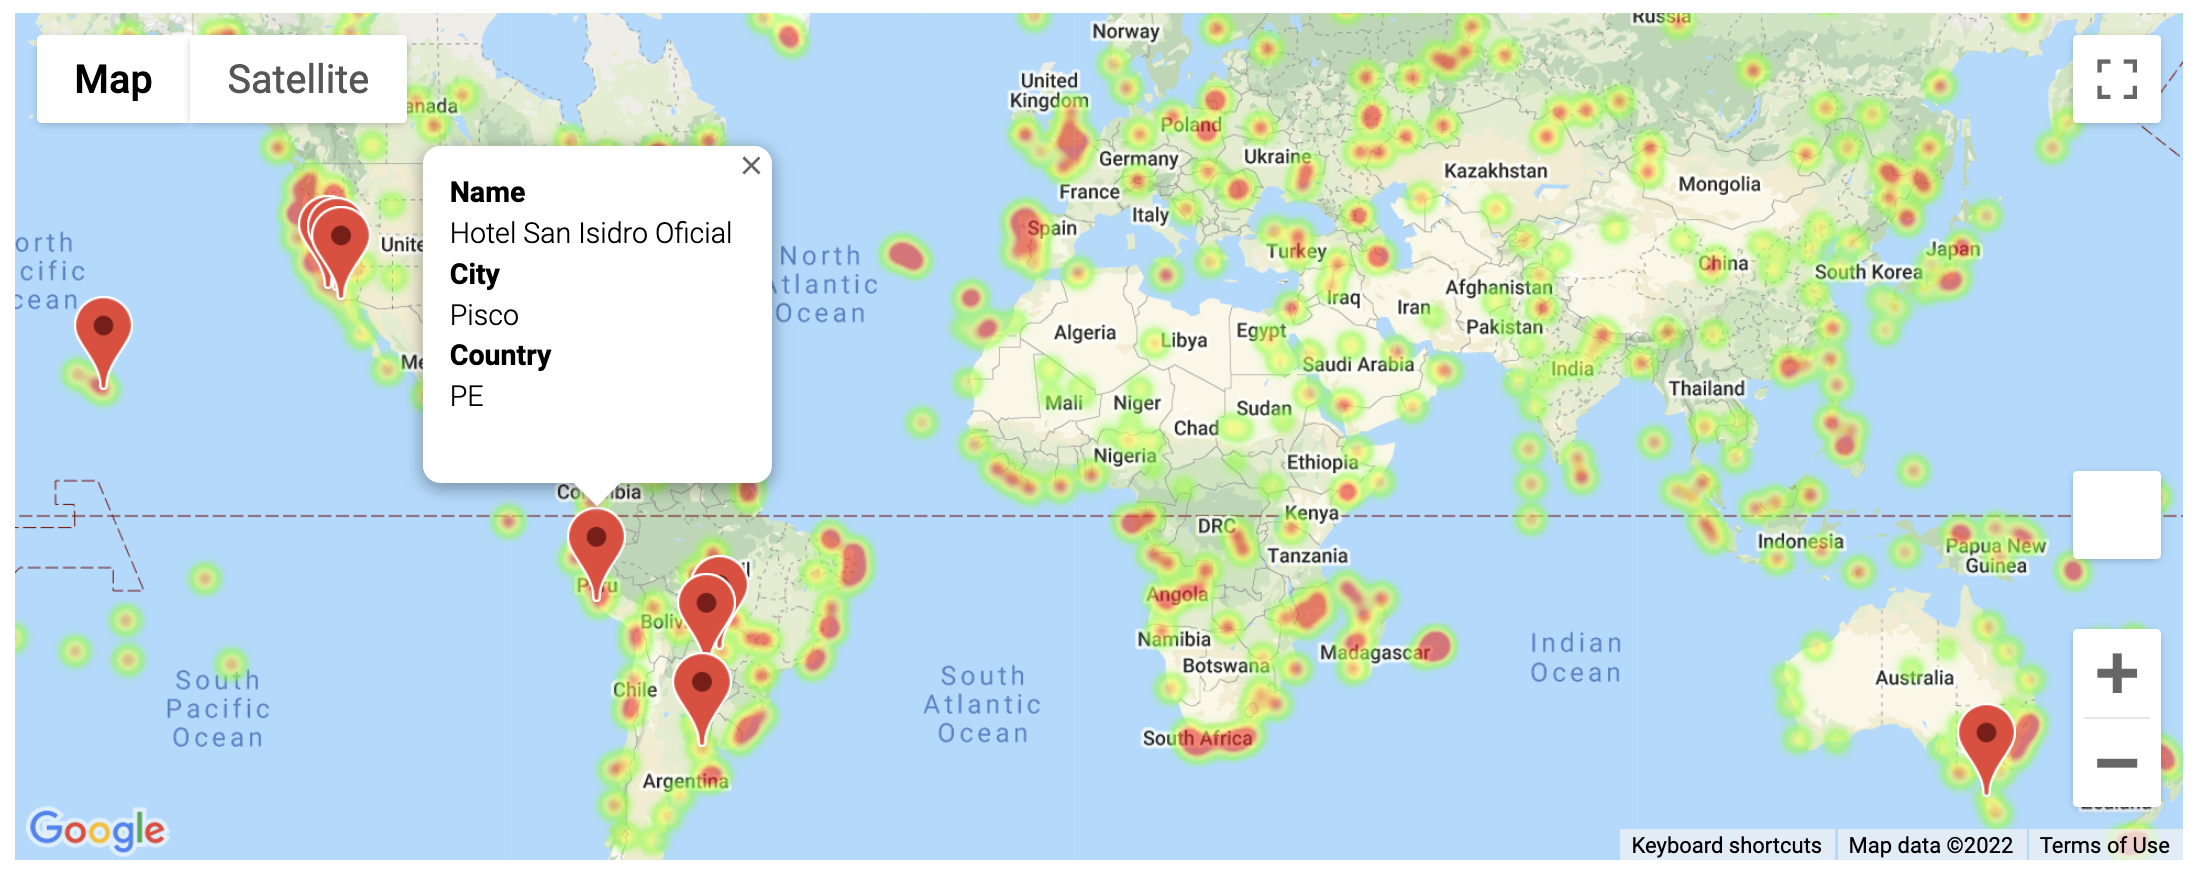 Map
Satellite
Norway
Russia
United
Kingdom
Poland
Germany
Ukraine
Kazakhstan
Mongolia
France
Italy
Spain
Turkey
China
Japan
South Korea
Afghanistan
Iraq
Iran
Pakistan
Algeria
Libya
Egypt
Saudi Arabia
India
Thailand
Mali
Niger
Sudan
Chad
Nigeria
Ethiopia
DRC
Kenya
Tanzania
Indonesia
Papua New
Guinea
Angola
Namibia
Botswana
Madagascar
South Africa
Australia
anada
Unite
Me
orth
cific
cean
North
tlantic
Ocean
Name
Hotel San Isidro Oficial
City
Pisco
Country
PE
Boliv
Chile
Argentina
South
Pacific
Ocean
South
Atlantic
Ocean
Indian
Ocean
Google
Keyboard shortcuts
Map data ©2022
Terms of Use